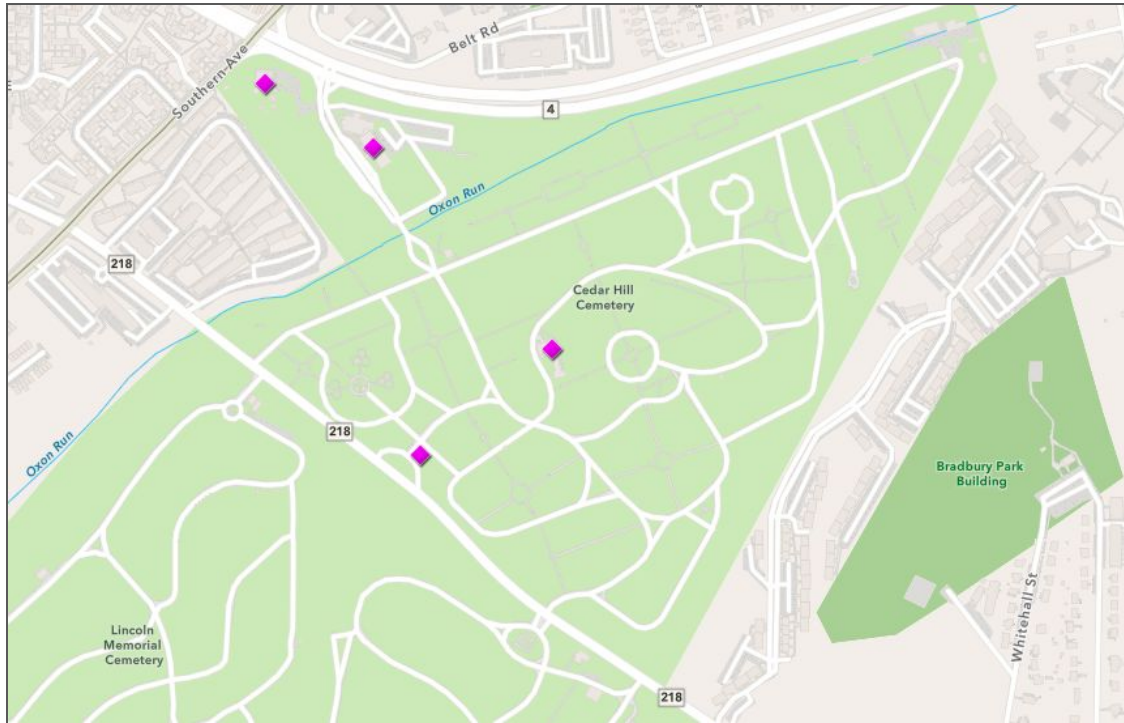 Belt Rd
Southern Ave
4
Oxon Run
218
Cedar Hill
Cemetery
218
Oxon Run
Bradbury Park
Building
Whitehall St
Lincoln
Memorial
Cemetery
218